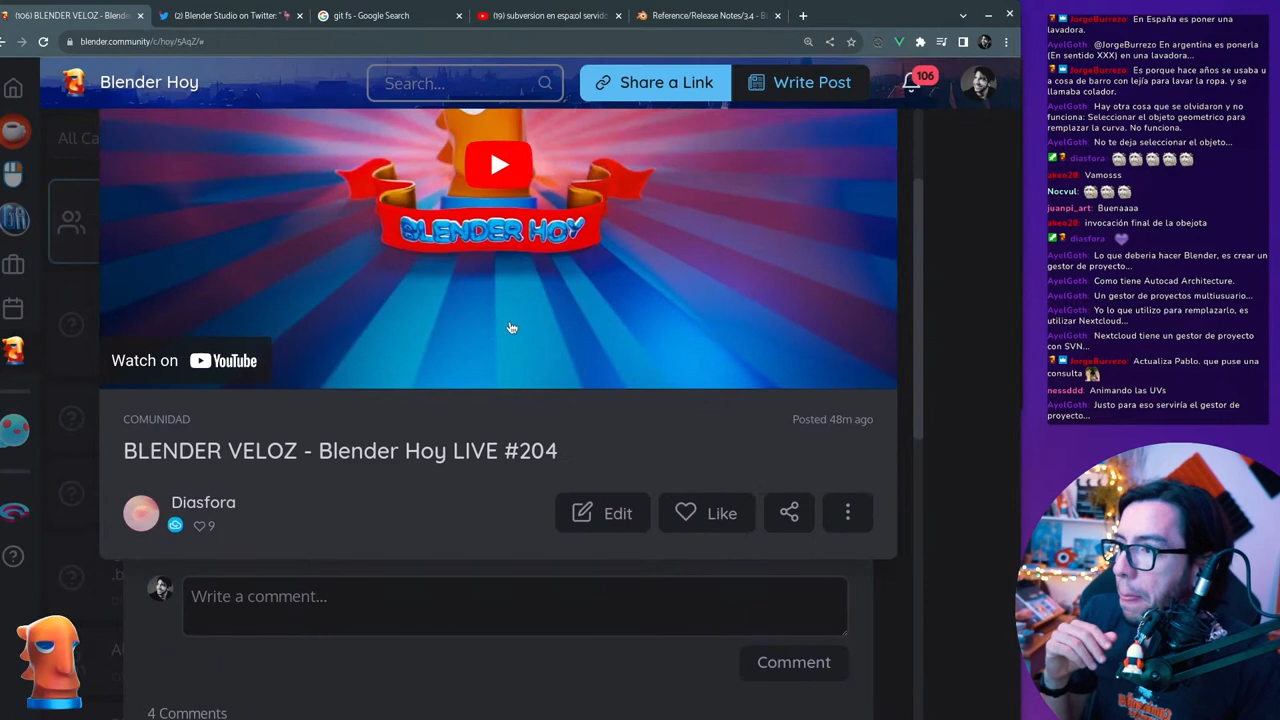 (106) BLENDER VELOZ - Blende
(2) Blender Studio on Twitter: "
git fs - Google Search
(19) subversion en español servido
Reference/Release Notes/3.4 - Bl
blender.community/c/hoy/5AqZ/#
Blender Hoy
Search...
Share a Link
Write Post
106
All Ca
BLENDER HOY
Watch on YouTube
COMUNIDAD
Posted 48m ago
BLENDER VELOZ - Blender Hoy LIVE #204
Diasfora
9
Edit
Like
.b
Al
Write a comment...
Comment
4 Comments
JorgeBurrezo: En España es poner una
lavadora.
AyelGoth: @JorgeBurrezo En argentina es ponerla
(En sentido XXX) en una lavadora...
JorgeBurrezo: Es porque hace años se usaba u
a cosa de barro con lejía para lavar la ropa. y se
llamaba colador.
AyelGoth: Hay otra cosa que se olvidaron y no
funciona: Seleccionar el objeto geometrico para
remplazar la curva. No funciona.
AyelGoth: No te deja seleccionar el objeto...
diasfora:
akeo28: Vamosss
Nocvul:
juanpi_art: Buenaaaa
akeo28: invocación final de la obejota
diasfora:
AyelGoth: Lo que deberia hacer Blender, es crear un
gestor de proyecto...
AyelGoth: Como tiene Autocad Architecture.
AyelGoth: Un gestor de proyectos multiusuario...
AyelGoth: Yo lo que utilizo para remplazarlo, es
utilizar Nextcloud...
AyelGoth: Nextcloud tiene un gestor de proyecto
con SVN...
JorgeBurrezo: Actualiza Pablo. que puse una
consulta
nessddd: Animando las UVs
AyelGoth: Justo para eso serviría el gestor de
proyecto...